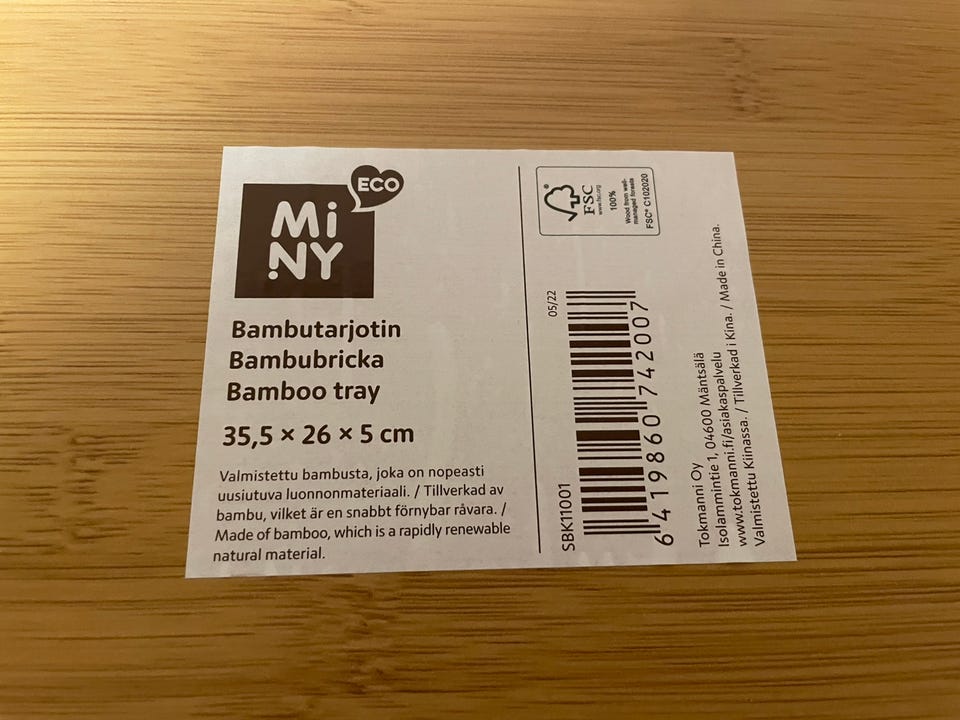 ECO
Mi
NY
Bambutarjotin
Bambubricka
Bamboo tray
35,5 × 26 × 5 cm
Valmistettu bambusta, joka on nopeasti
uusiutuva luonnonmateriaali. / Tillverkad av
bambu, vilket är en snabbt förnybar råvara. /
Made of bamboo, which is a rapidly renewable
natural material.
FSC
www.fsc.org
100%
Wood from well-
managed forests
FSC® C102020
05/22
SBK11001
6 419860 742007
Tokmanni Oy
Isolammintie 1, 04600 Mäntsälä
www.tokmanni.fi/asiakaspalvelu
Valmistettu Kiinassa. / Tillverkad i Kina. / Made in China.